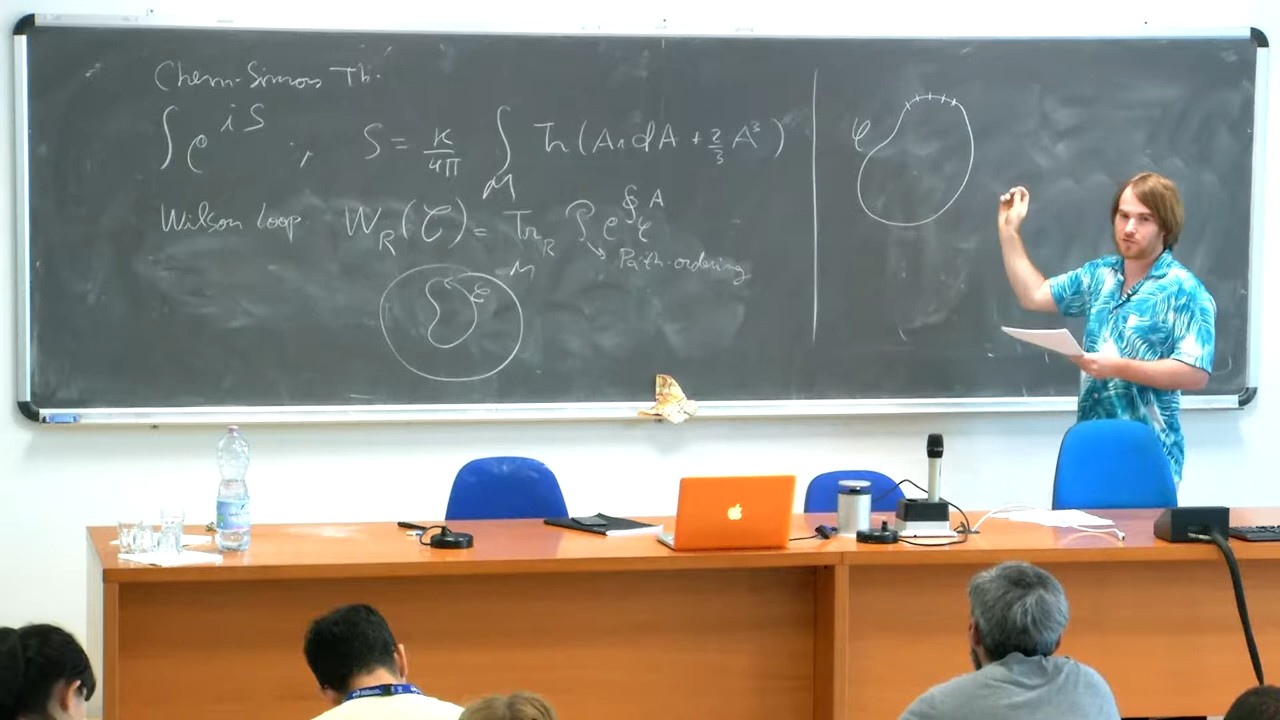 Chern-Simons Th.
∫ e^{iS} ; S = K/4π ∫_M Tr(A∧dA + 2/3 A³)
Wilson loop W_R(C) = Tr_R P e^{∮_C A}
↳ Path-ordering
M
C
C